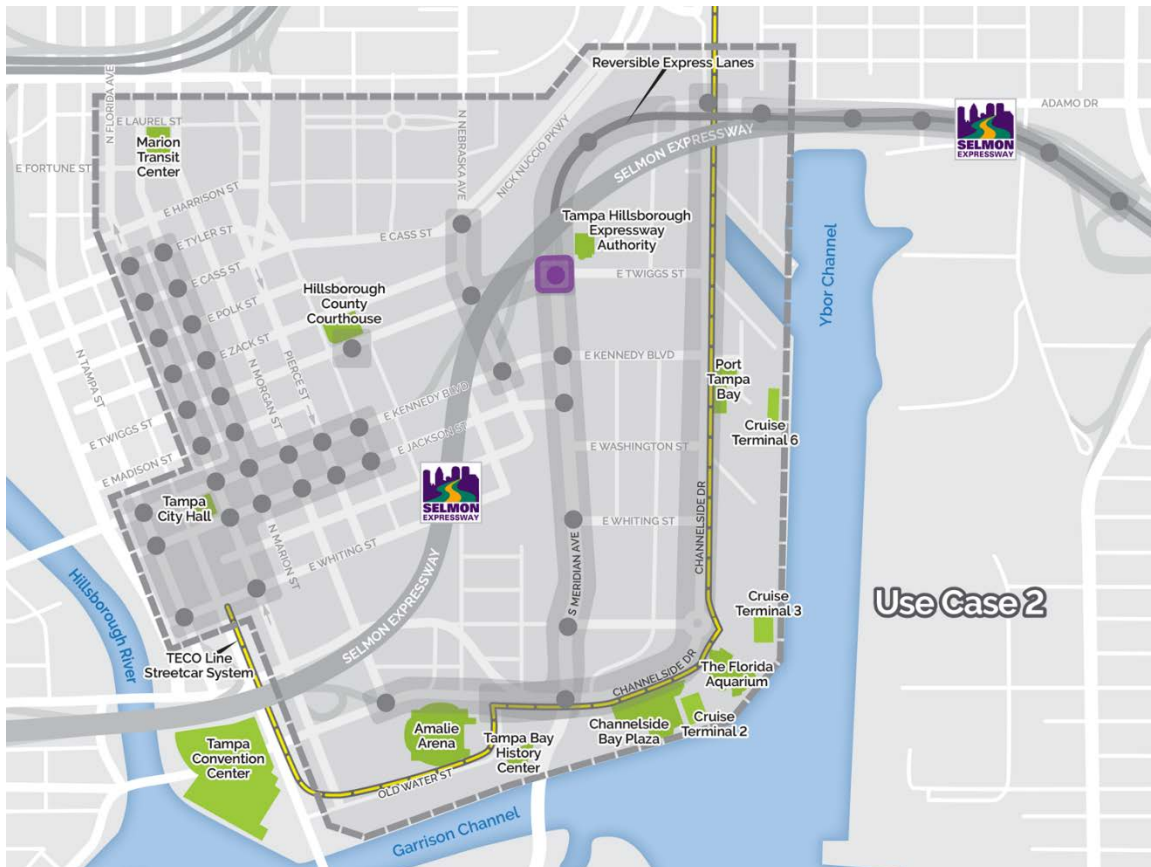 Reversible Express Lanes
N FLORIDA AVE
E LAUREL ST
Marion
Transit
Center
E FORTUNE ST
N NEBRASKA AVE
NICK NUCCIO PKWY
SELMON EXPRESSWAY
ADAMO DR
SELMON
EXPRESSWAY
E HARRISON ST
E TYLER ST
E CASS ST
E CASS ST
Tampa Hillsborough
Expressway
Authority
E TWIGGS ST
Ybor Channel
Hillsborough
County
Courthouse
E POLK ST
E ZACK ST
PIERCE ST
N MORGAN ST
N TAMPA ST
E KENNEDY BLVD
E KENNEDY BLVD
E JACKSON ST
Port
Tampa
Bay
Cruise
Terminal 6
E TWIGGS ST
E MADISON ST
E WASHINGTON ST
SELMON
EXPRESSWAY
Tampa
City Hall
E WHITING ST
E WHITING ST
N MARION ST
S MERIDIAN AVE
CHANNELSIDE DR
Hillsborough River
SELMON EXPRESSWAY
Cruise
Terminal 3
Use Case 2
TECO Line
Streetcar System
CHANNELSIDE DR
The Florida
Aquarium
Amalie
Arena
Tampa Bay
History
Center
Channelside
Bay Plaza
Cruise
Terminal 2
Tampa
Convention
Center
OLD WATER ST
Garrison Channel